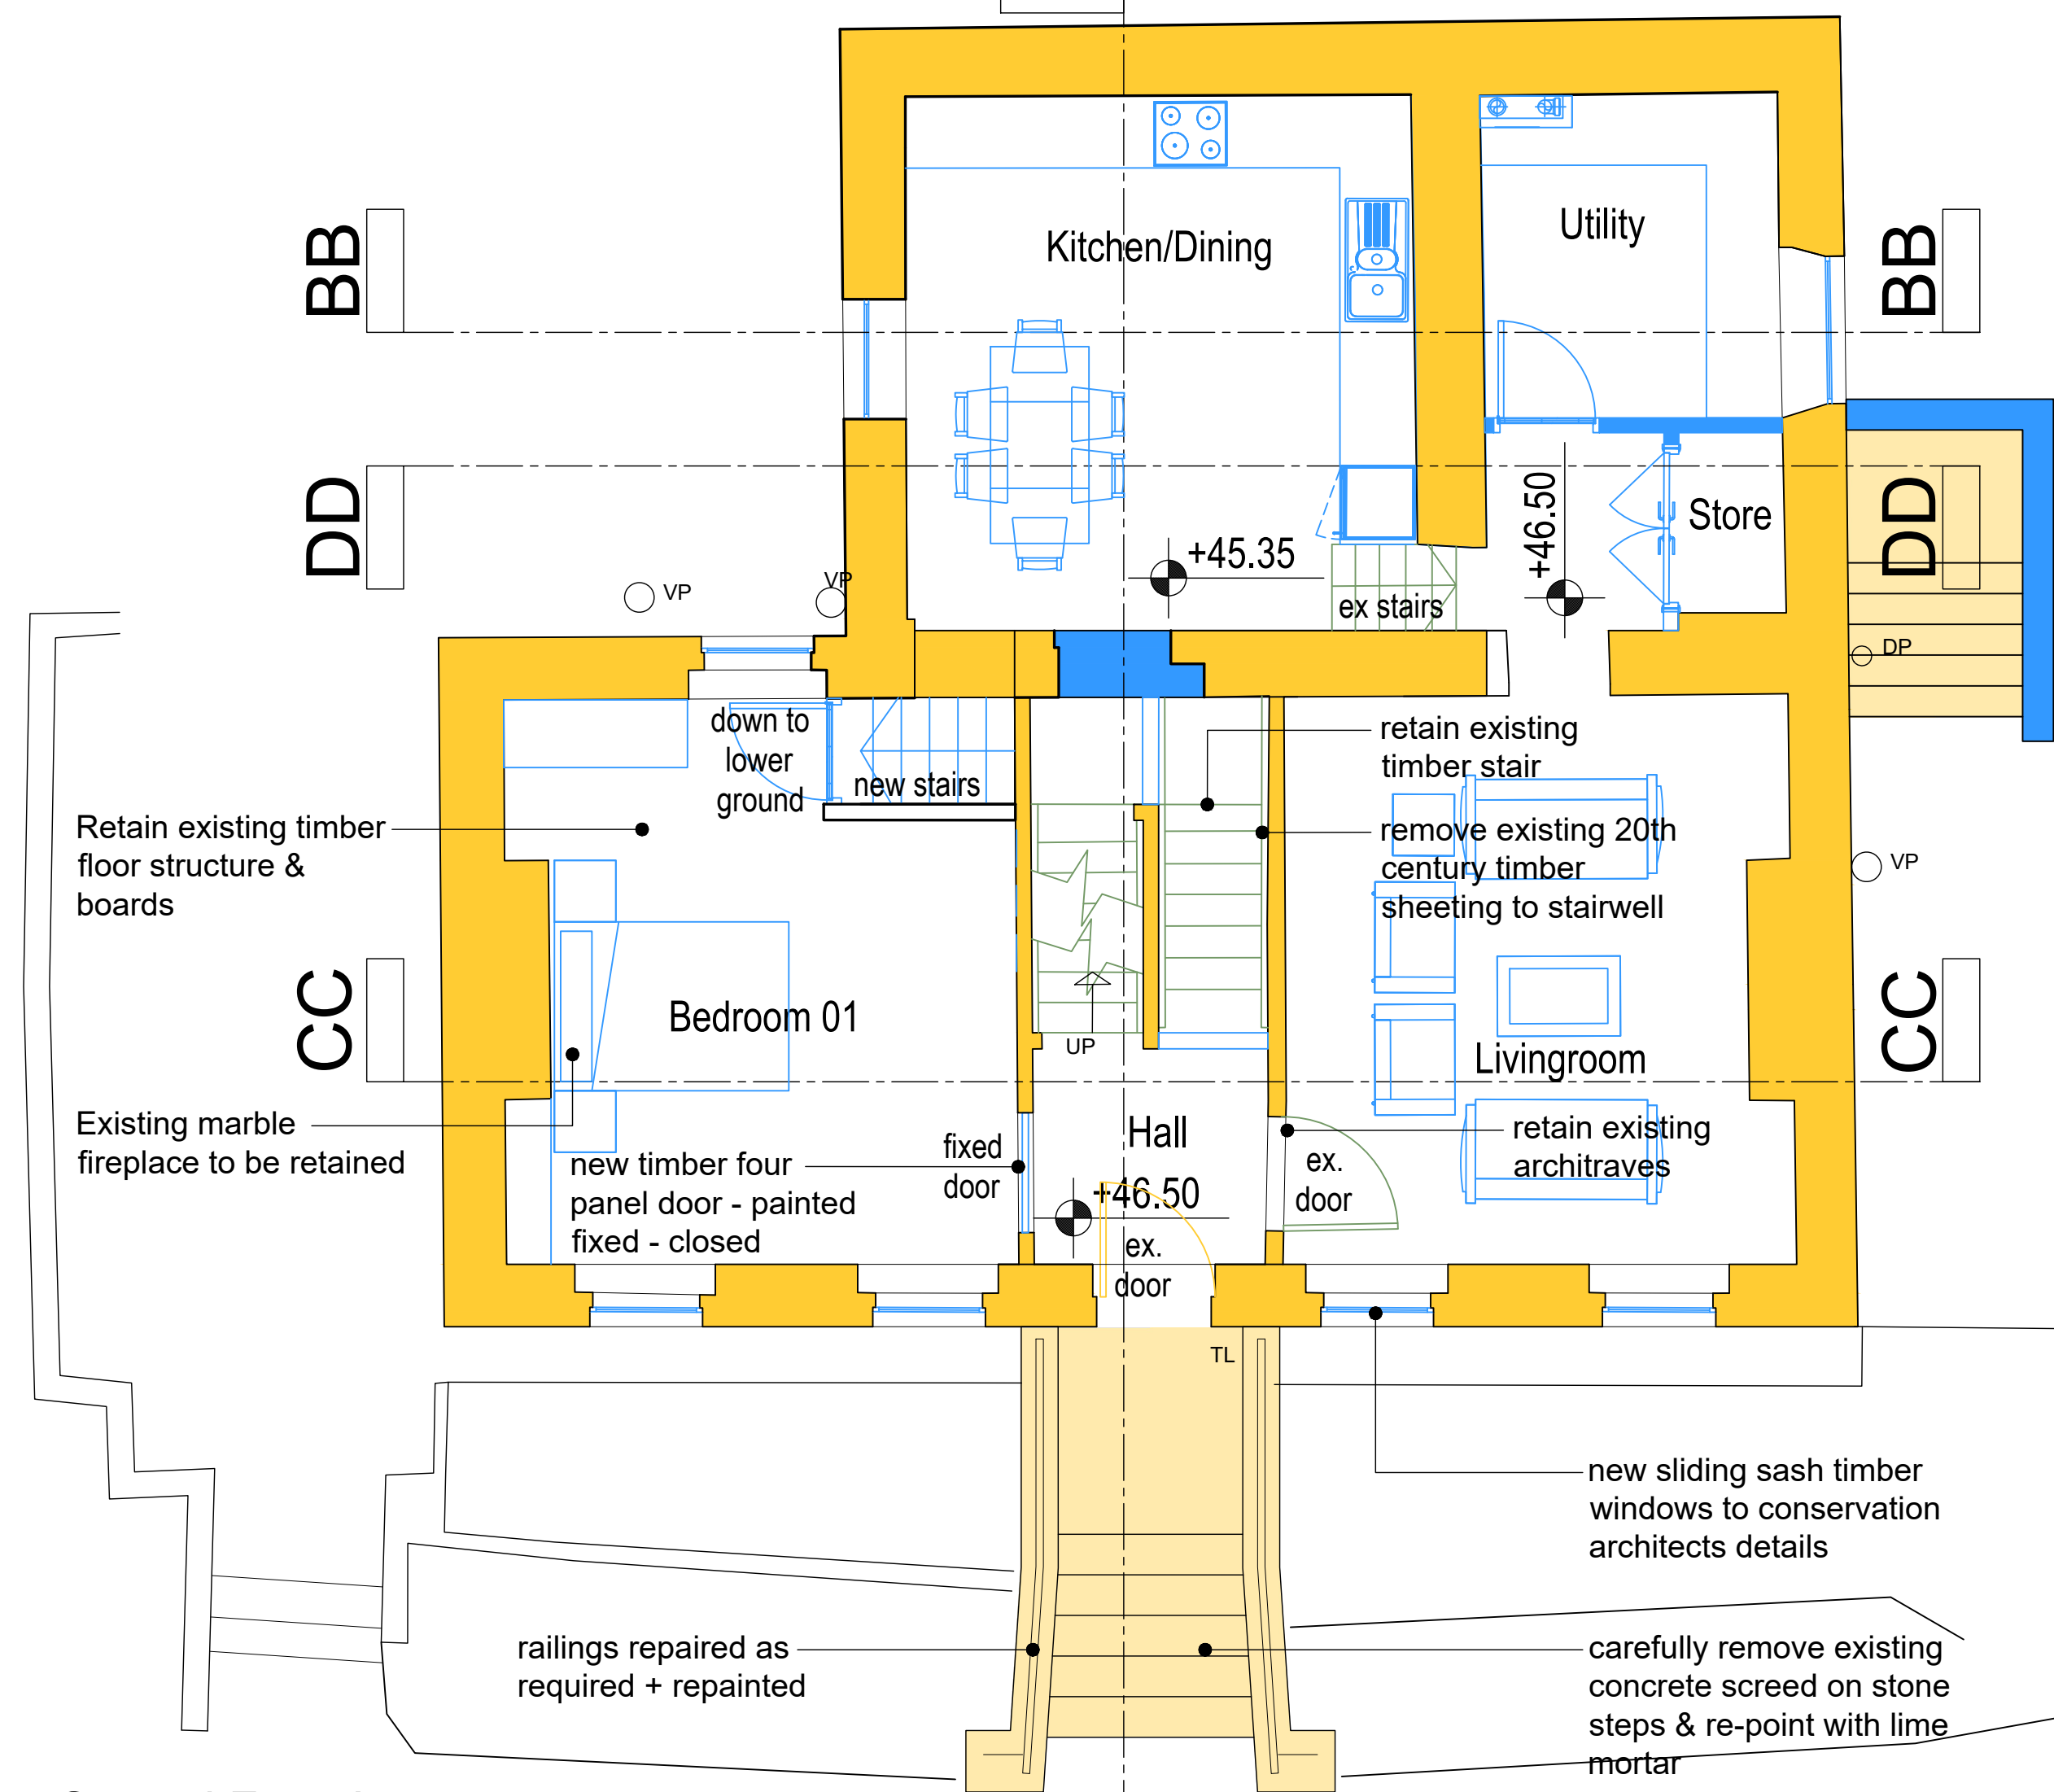 BB
BB
Kitchen/Dining
Utility
DD
DD
+46.50
Store
+45.35
ex stairs
VP
VP
DP
down to
lower
ground
new stairs
retain existing
timber stair
Retain existing timber
floor structure &
boards
remove existing 20th
century timber
sheeting to stairwell
VP
CC
CC
Bedroom 01
UP
Livingroom
Existing marble
fireplace to be retained
new timber four
panel door - painted
fixed - closed
fixed
door
Hall
+46.50
ex.
door
ex.
door
retain existing
architraves
TL
new sliding sash timber
windows to conservation
architects details
railings repaired as
required + repainted
carefully remove existing
concrete screed on stone
steps & re-point with lime
mortar